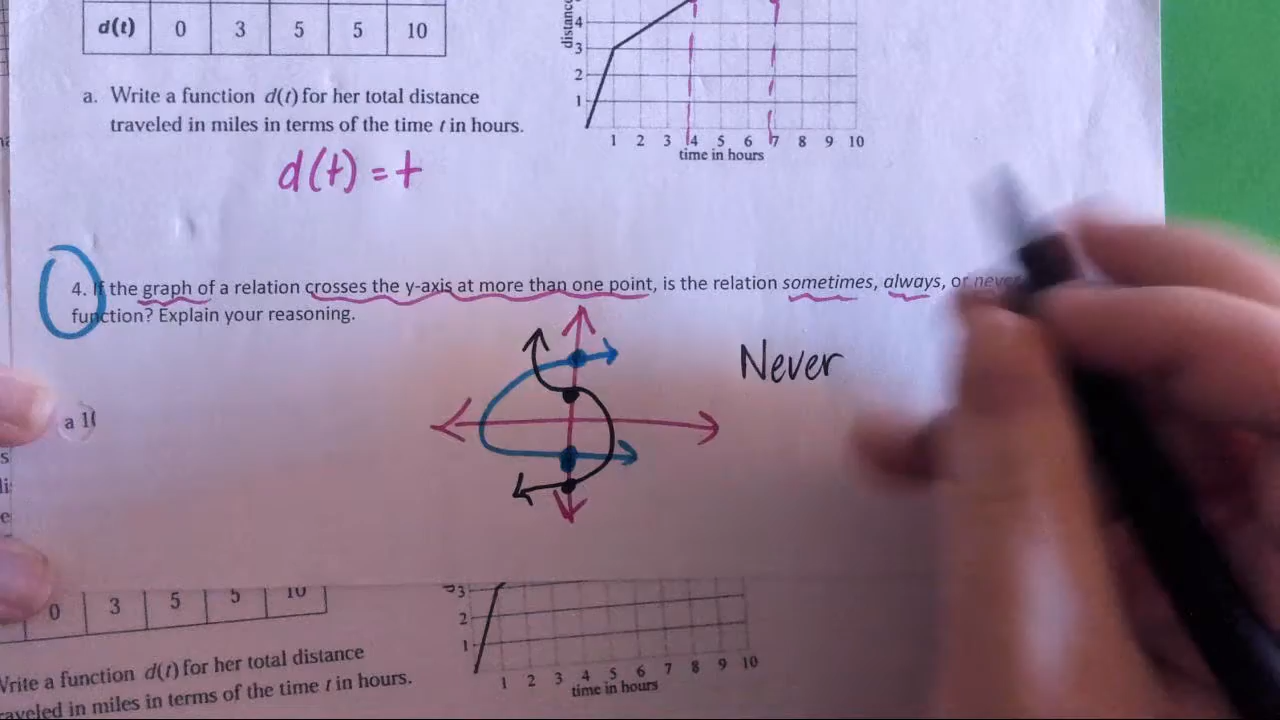 d(t) 0 3 5 5 10
distance
4
3
2
1
1 2 3 4 5 6 7 8 9 10
time in hours
a. Write a function d(t) for her total distance
traveled in miles in terms of the time t in hours.
d(t) = t
4. If the graph of a relation crosses the y-axis at more than one point, is the relation sometimes, always, or never
function? Explain your reasoning.
Never
a 1
0 3 5 5 10
3
2
1
1 2 3 4 5 6 7 8 9 10
time in hours
Write a function d(t) for her total distance
traveled in miles in terms of the time t in hours.